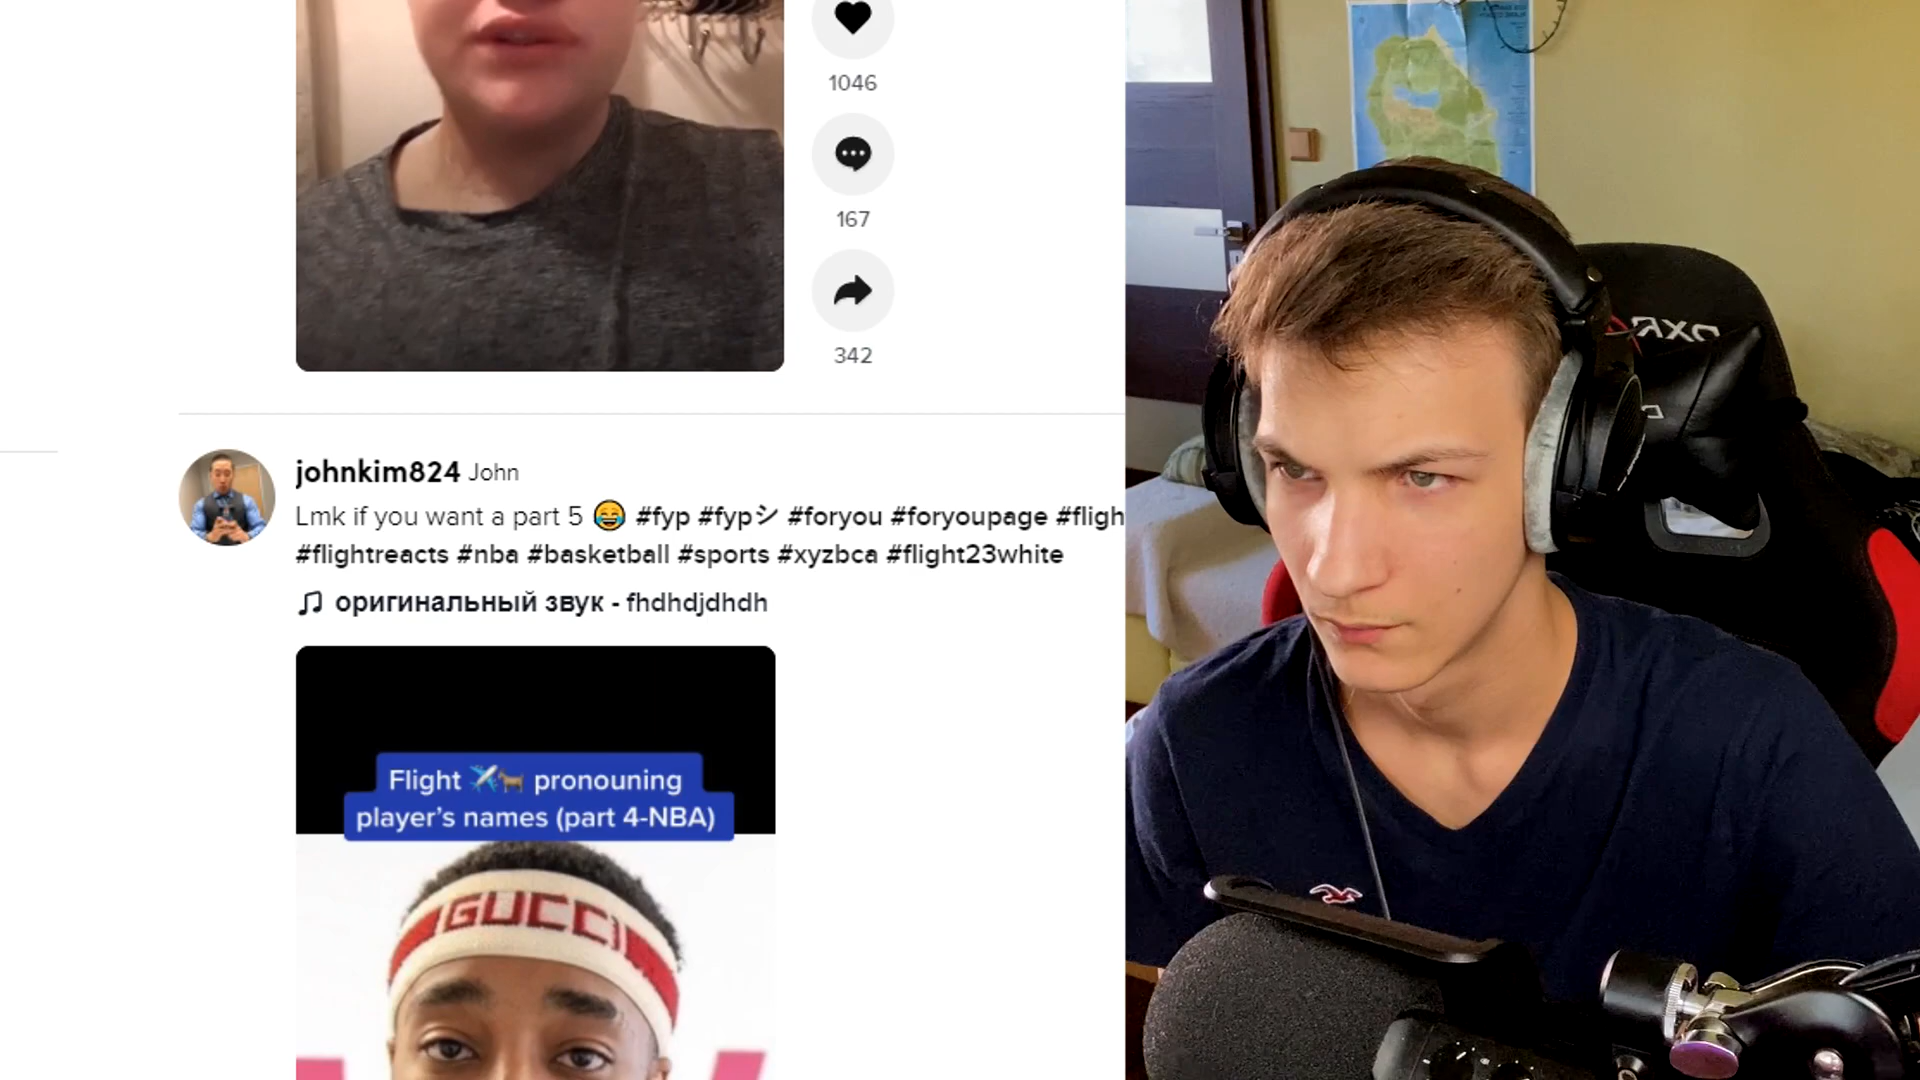 1046
167
342
johnkim824 John
Lmk if you want a part 5 😂 #fyp #fypシ #foryou #foryoupage #fligh
#flightreacts #nba #basketball #sports #xyzbca #flight23white
♫ оригинальный звук - fhdhdjdhdh
Flight ✈️🐐 pronouning
player's names (part 4-NBA)
GUCCI